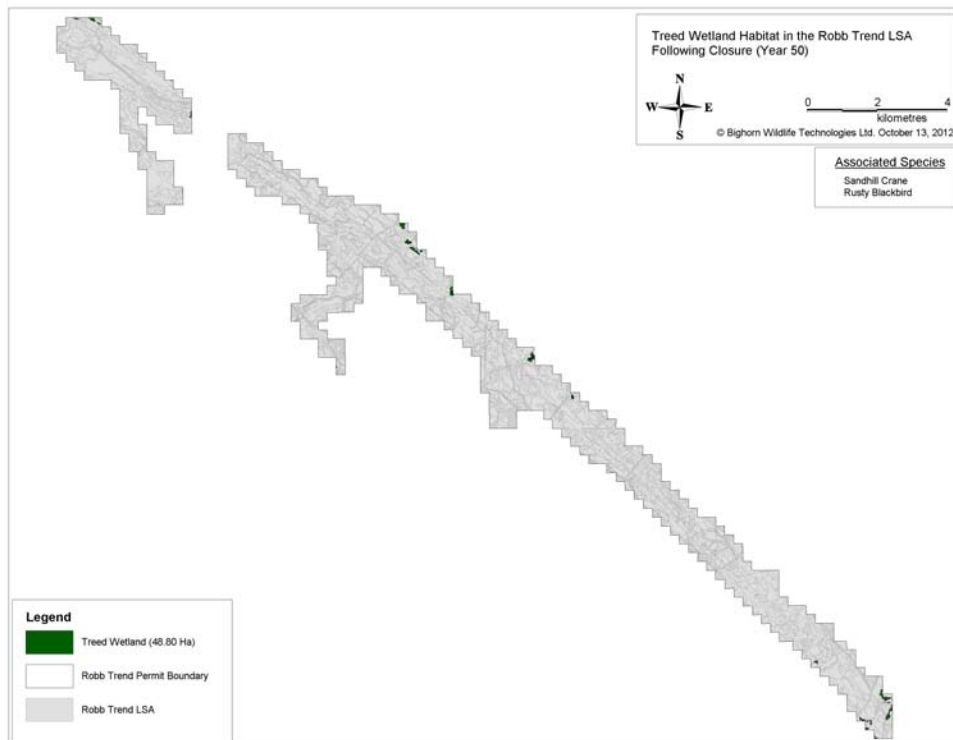 Treed Wetland Habitat in the Robb Trend LSA
Following Closure (Year 50)
N
W E
S
0 2 4
kilometres
© Bighorn Wildlife Technologies Ltd. October 13, 2012
Associated Species
Sandhill Crane
Rusty Blackbird
Legend
Treed Wetland (48.80 Ha)
Robb Trend Permit Boundary
Robb Trend LSA